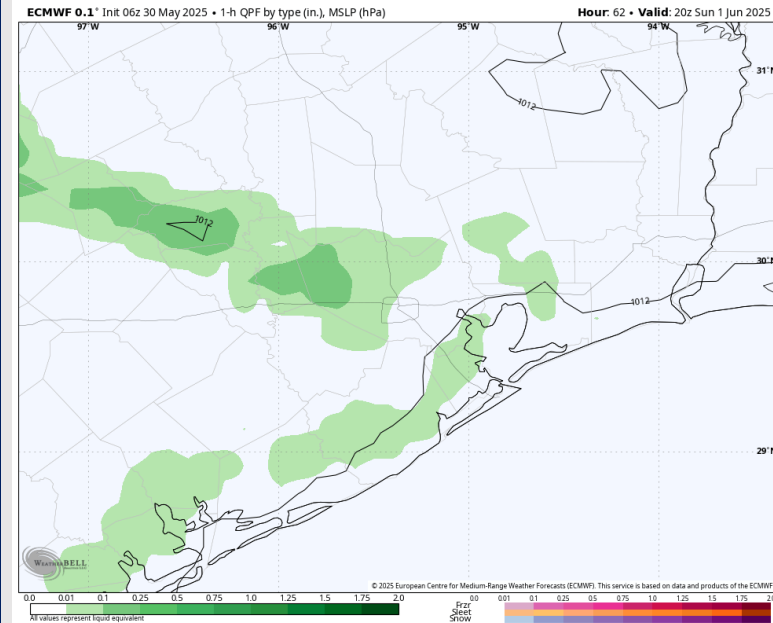 ECMWF 0.1° Init 06z 30 May 2025 • 1-h QPF by type (in.), MSLP (hPa)
Hour: 62 • Valid: 20z Sun 1 Jun 2025
97°W 96°W 95°W 94°W
31°N
1012
1012
30°N
1012
29°N
WEATHERBELL
© 2025 European Centre for Medium-Range Weather Forecasts (ECMWF). This service is based on data and products of the ECMWF
0.0 0.01 0.1 0.25 0.5 1.0 1.25 1.5 1.75 2.0
All values represent liquid equivalent
0.0 0.01 0.1 0.25 0.5 1.0 1.25 1.5 1.75 2.0
Frzr
Sleet
Snow